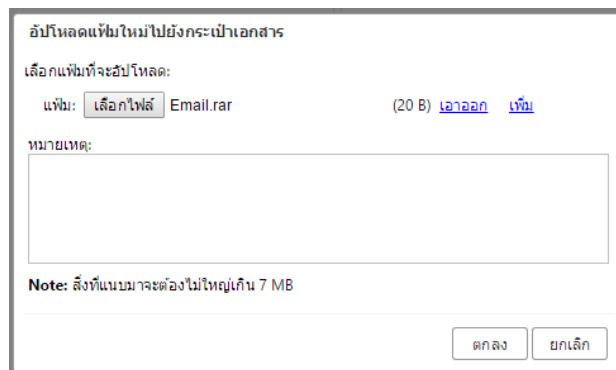 อัปโหลดแฟ้มใหม่ไปยังกระเป๋าเอกสาร
เลือกแฟ้มที่จะอัปโหลด:
แฟ้ม: เลือกไฟล์ Email.rar (20 B) เอาออก เพิ่ม
หมายเหตุ:
Note: สิ่งที่แนบมาจะต้องไม่ใหญ่เกิน 7 MB
ตกลง ยกเลิก